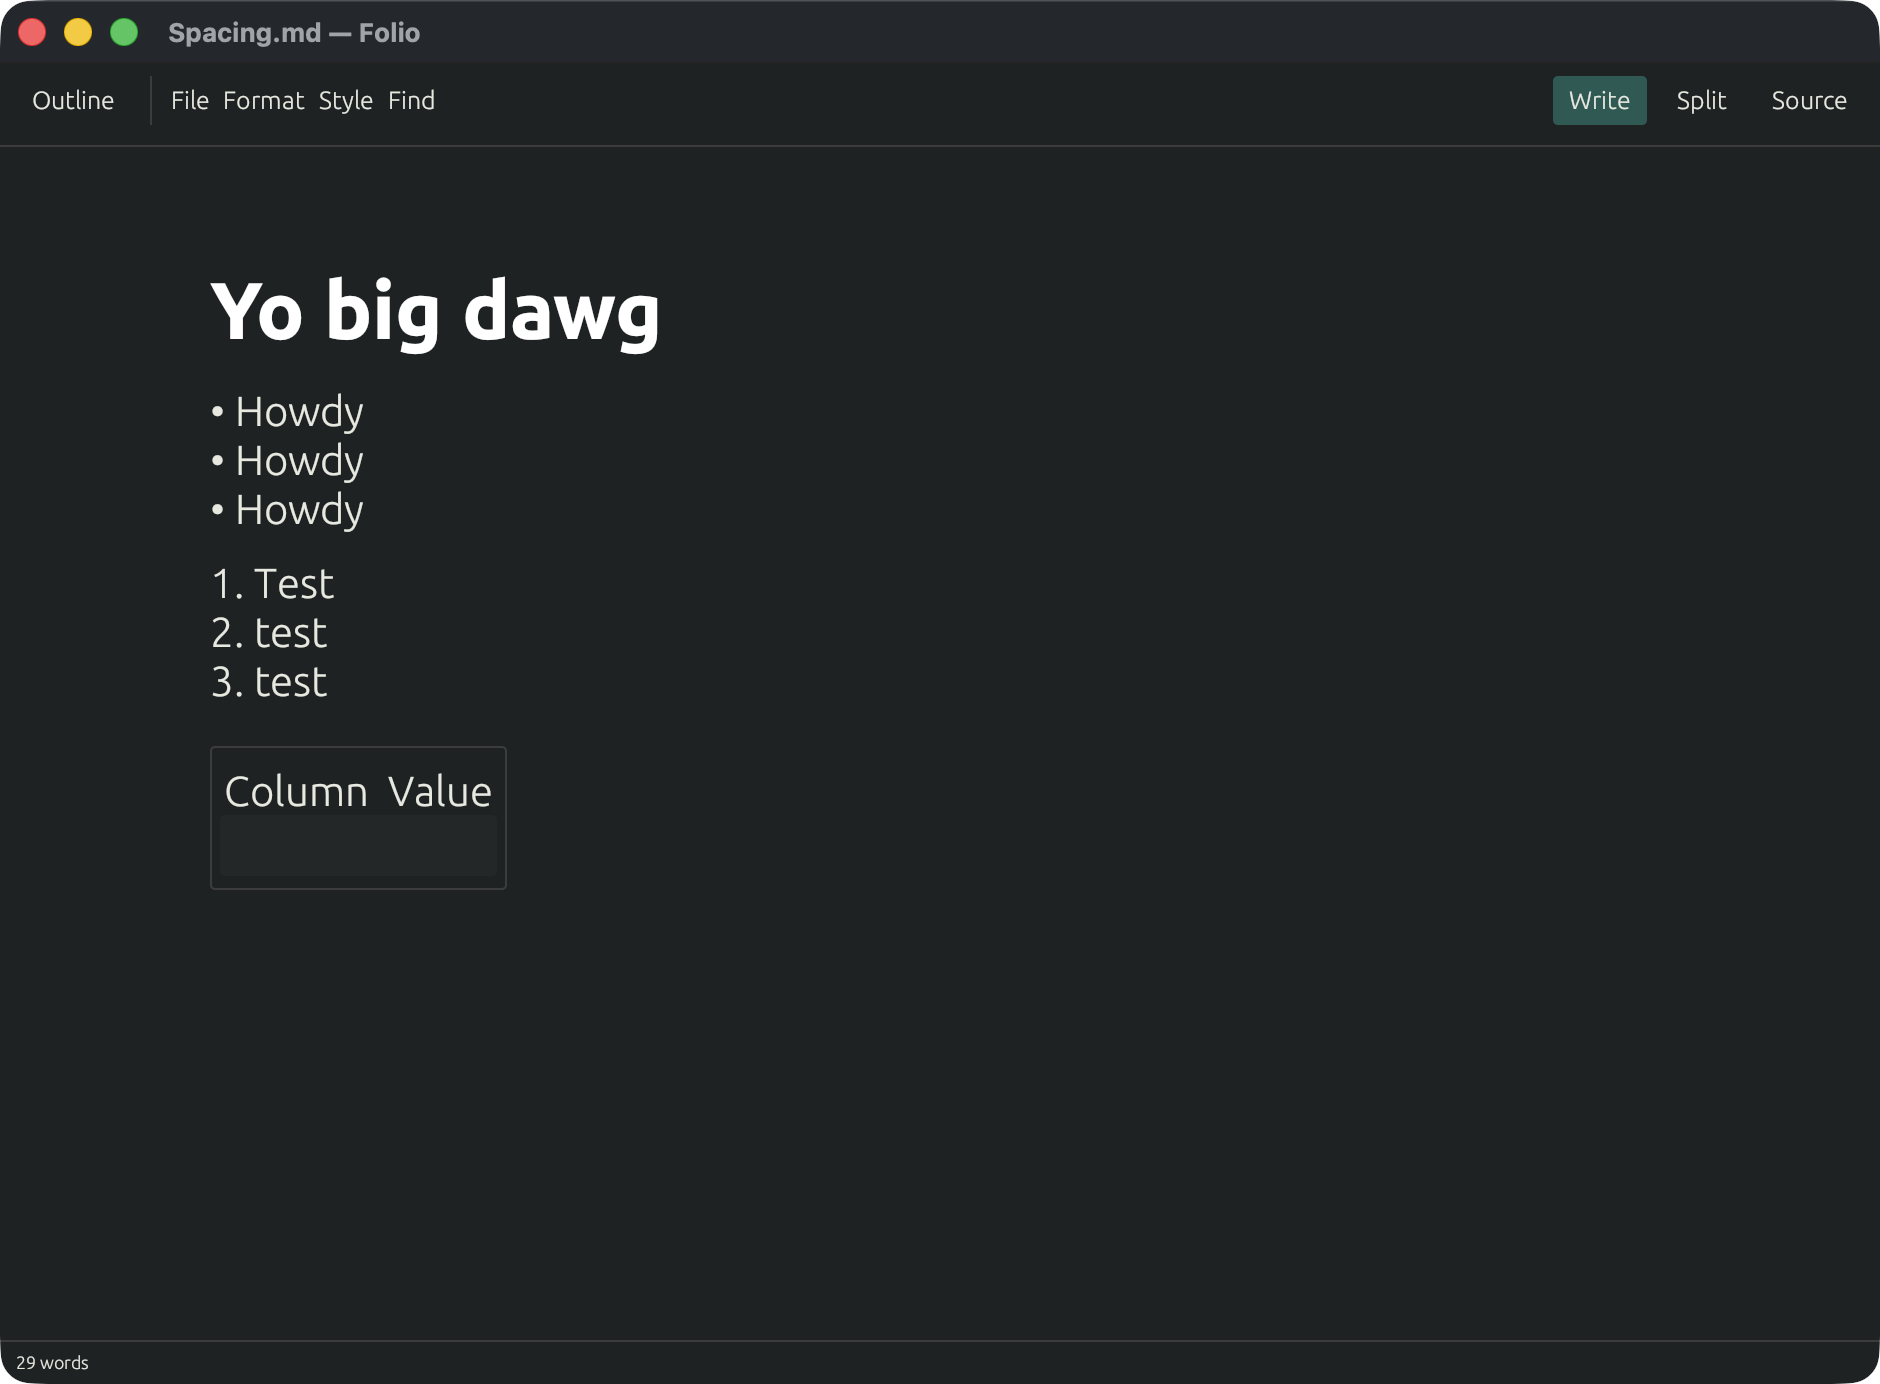 Spacing.md — Folio
Outline File Format Style Find Write Split Source
Yo big dawg
• Howdy
• Howdy
• Howdy
1. Test
2. test
3. test
Column Value
29 words